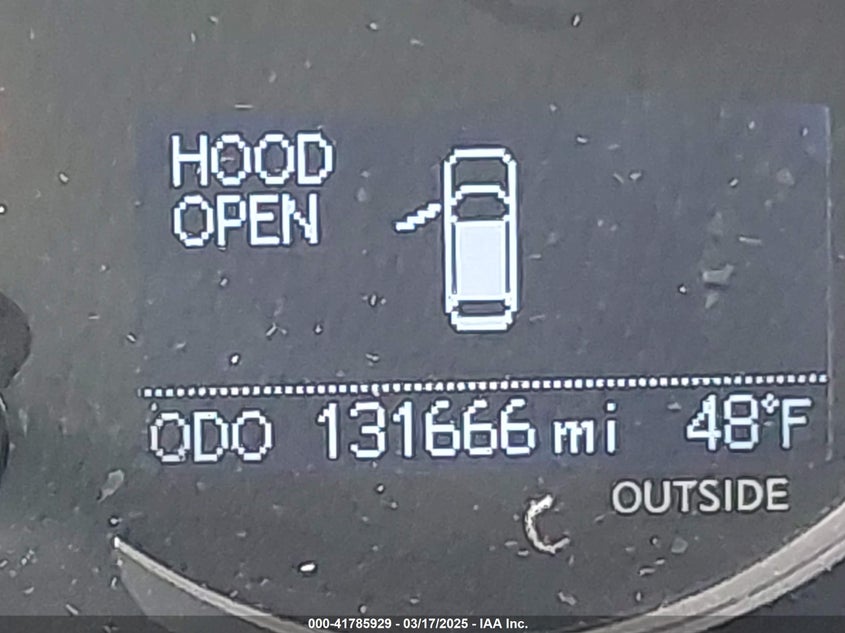 HOOD
OPEN
ODO 131666 mi 48°F
OUTSIDE
000-41785929 - 03/17/2025 - IAA Inc.